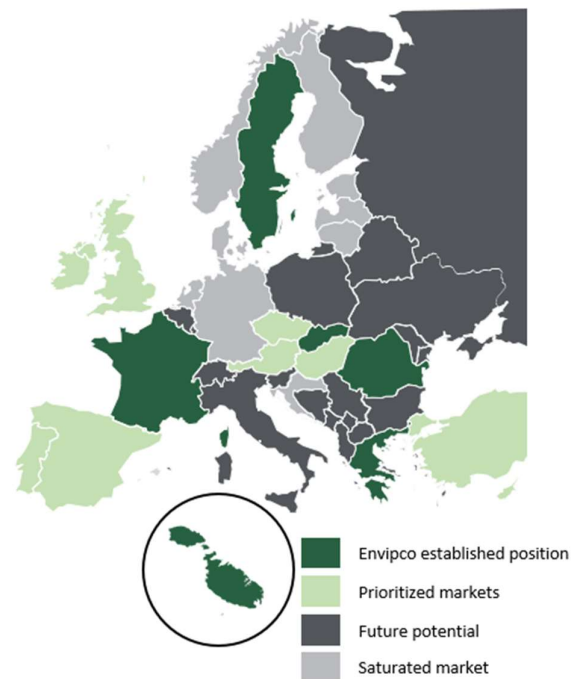 Envipco established position
Prioritized markets
Future potential
Saturated market